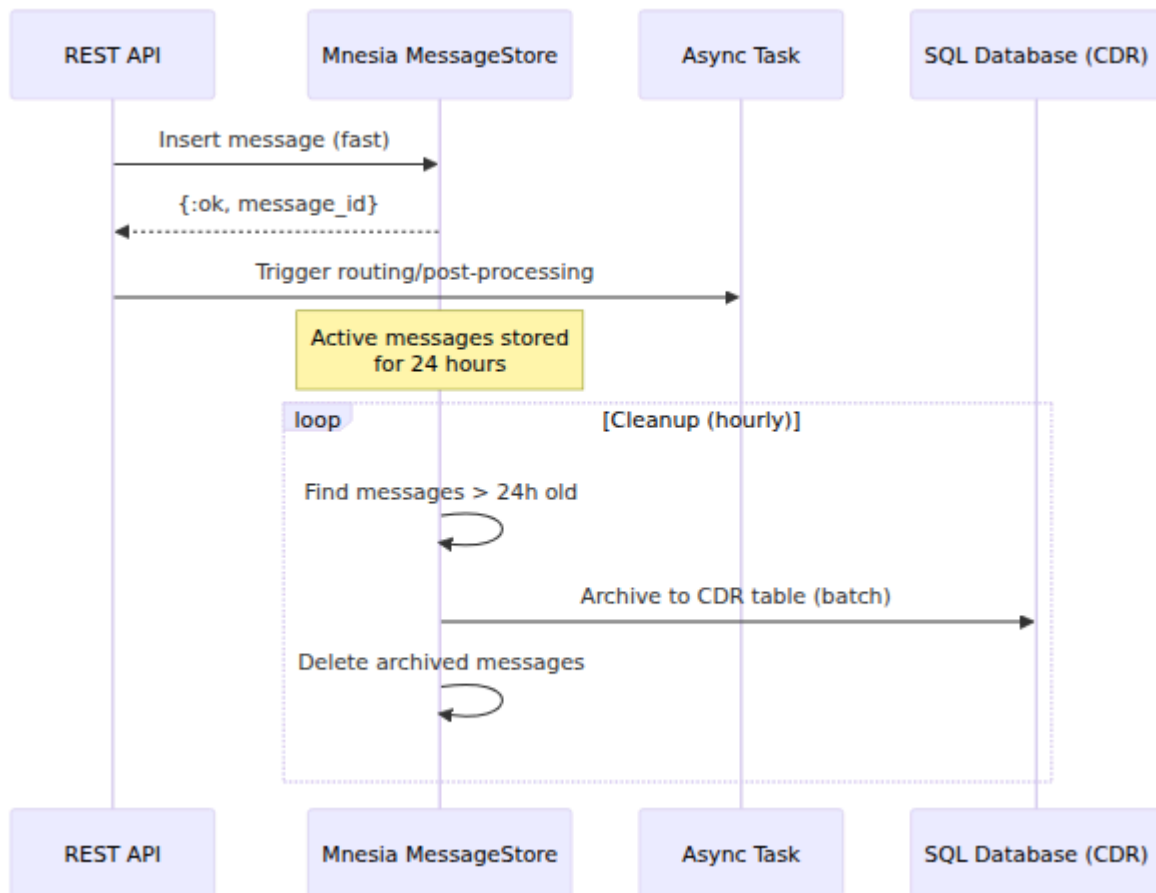 REST API
Mnesia MessageStore
Async Task
SQL Database (CDR)
Insert message (fast)
{:ok, message_id}
Trigger routing/post-processing
Active messages stored
for 24 hours
loop
[Cleanup (hourly)]
Find messages > 24h old
Archive to CDR table (batch)
Delete archived messages
REST API
Mnesia MessageStore
Async Task
SQL Database (CDR)